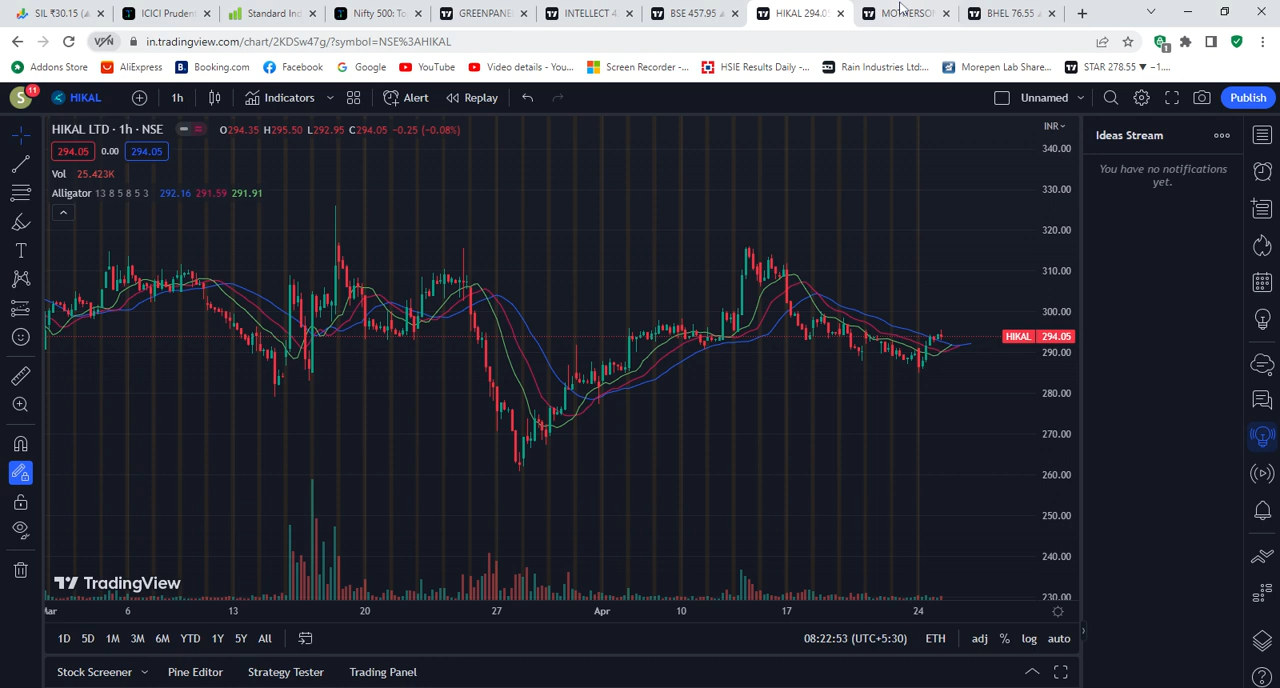 SIL ₹30.15 (▲
ICICI Prudent
Standard Ind
Nifty 500: To
GREENPANE
INTELLECT 4
BSE 457.95
HIKAL 294.05
MOTHERSON
BHEL 76.55
VPN
in.tradingview.com/chart/2KDSw47g/?symbol=NSE%3AHIKAL
Addons Store
AliExpress
Booking.com
Facebook
Google
YouTube
Video details - You...
Screen Recorder -...
HSIE Results Daily -...
Rain Industries Ltd:...
Morepen Lab Share...
STAR 278.55 ▼ −1....
S
11
HIKAL
1h
Indicators
Alert
Replay
Unnamed
Publish
HIKAL LTD · 1h · NSE
O294.35 H295.50 L292.95 C294.05 −0.25 (−0.08%)
294.05 0.00 294.05
Vol 25.423K
Alligator 13 8 5 8 5 3 292.16 291.59 291.91
INR
340.00
330.00
320.00
310.00
300.00
HIKAL 294.05
290.00
280.00
270.00
260.00
250.00
240.00
230.00
Ideas Stream
You have no notifications
yet.
TradingView
Mar 6 13 20 27 Apr 10 17 24
1D 5D 1M 3M 6M YTD 1Y 5Y All
08:22:53 (UTC+5:30) ETH adj % log auto
Stock Screener
Pine Editor
Strategy Tester
Trading Panel